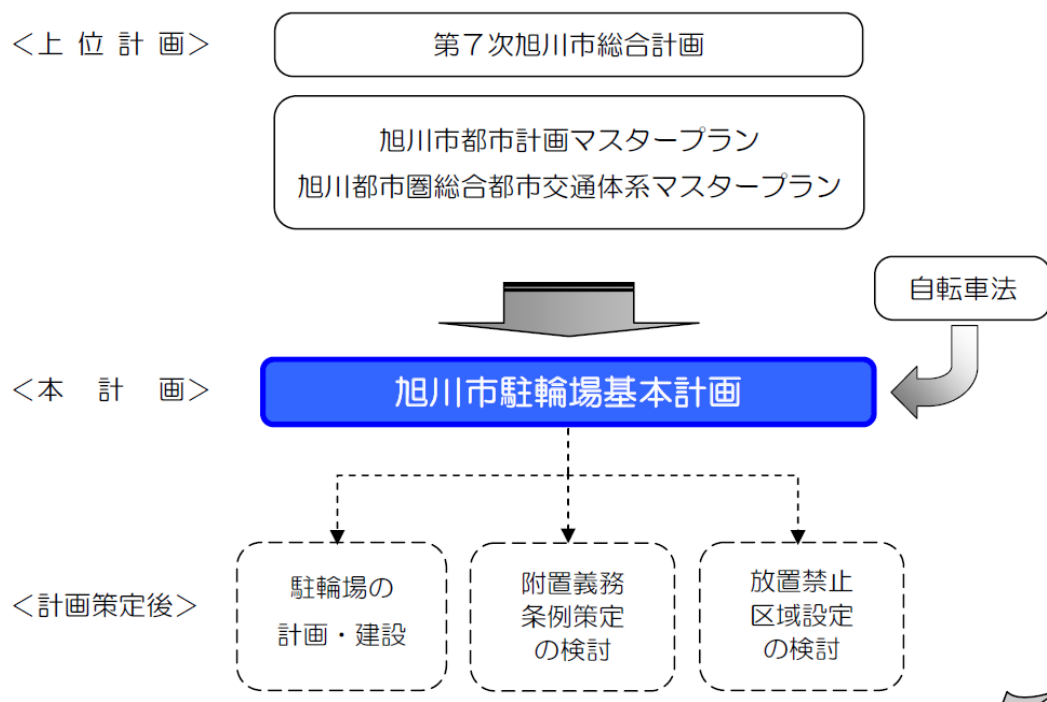 ＜上位計画＞
第７次旭川市総合計画
旭川市都市計画マスタープラン
旭川都市圏総合都市交通体系マスタープラン
自転車法
＜本計画＞
旭川市駐輪場基本計画
＜計画策定後＞
駐輪場の
計画・建設
附置義務
条例策定
の検討
放置禁止
区域設定
の検討